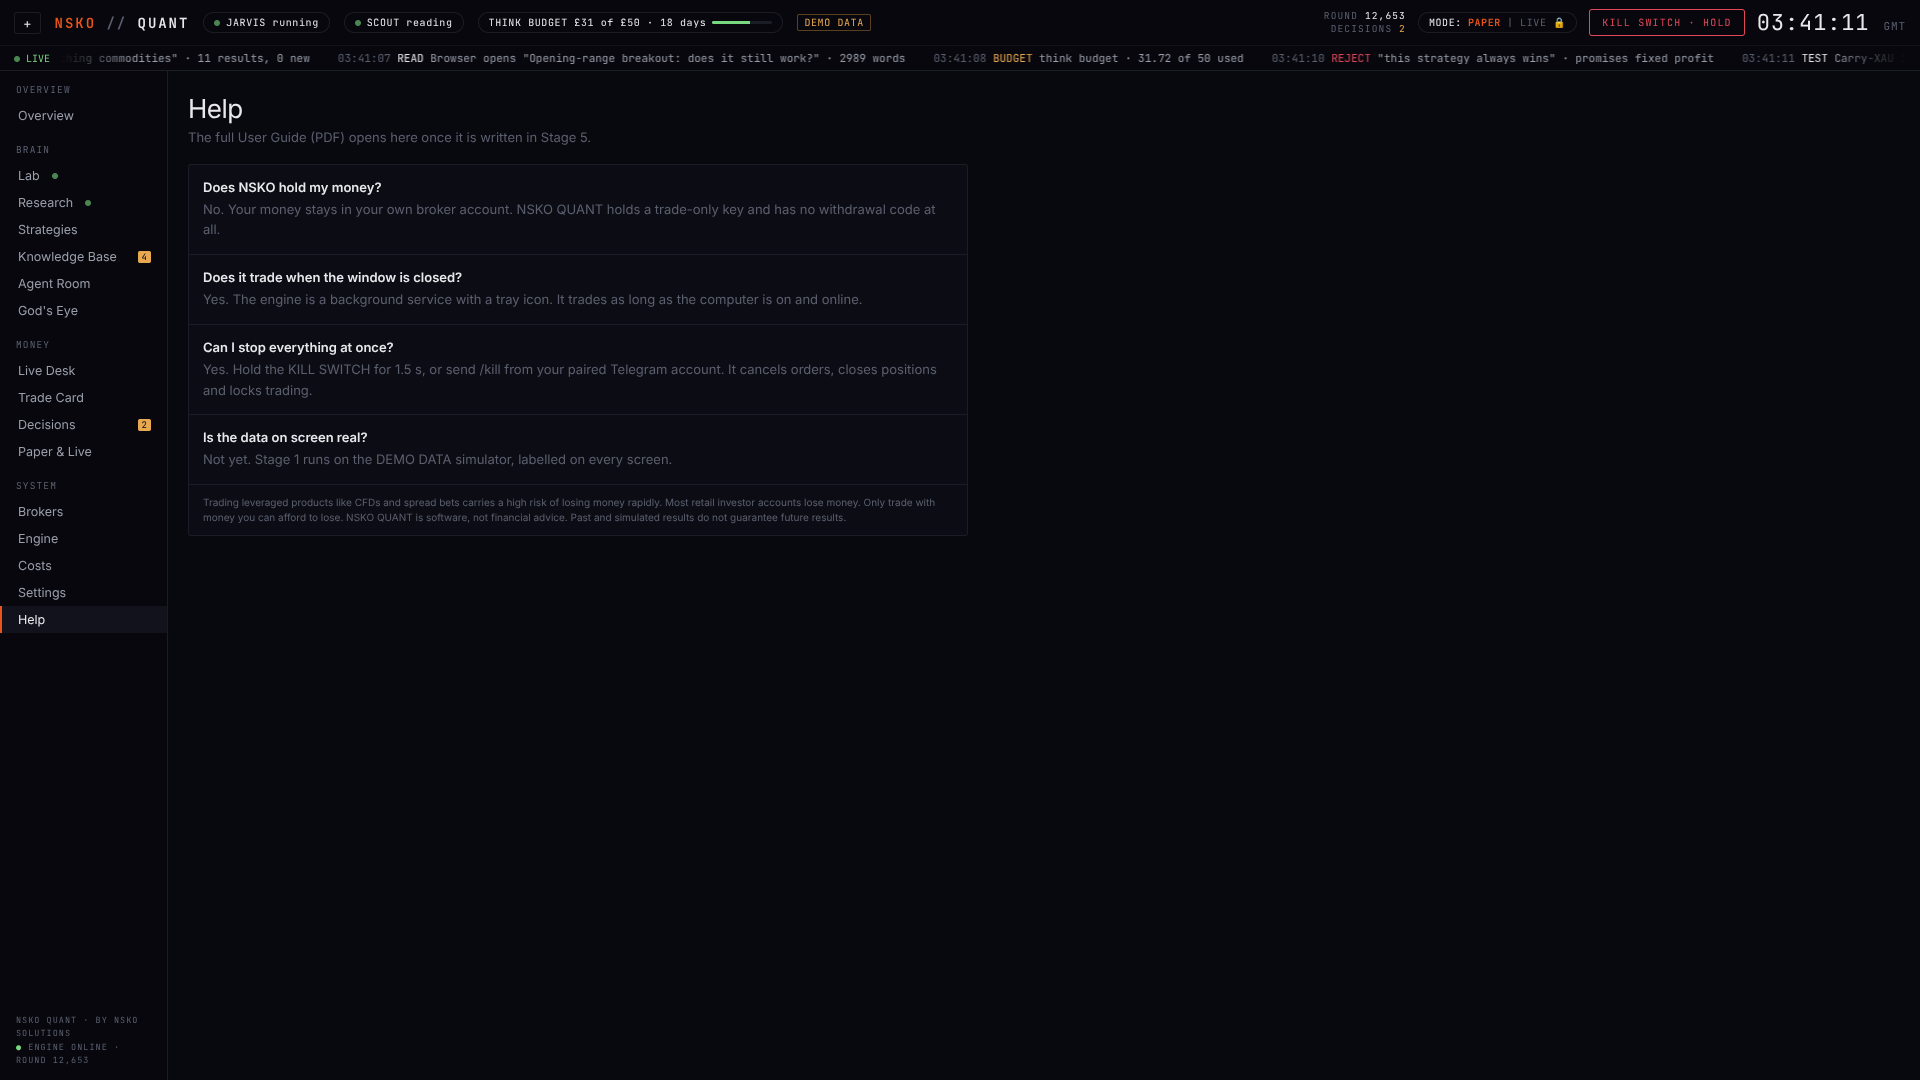 +
NSKO // QUANT
JARVIS running
SCOUT reading
THINK BUDGET £31 of £50 · 18 days
DEMO DATA
ROUND 12,653
DECISIONS 2
MODE: PAPER | LIVE 🔒
KILL SWITCH · HOLD
03:41:11 GMT
LIVE
commodities" · 11 results, 0 new
03:41:07 READ Browser opens "Opening-range breakout: does it still work?" · 2989 words
03:41:08 BUDGET think budget · 31.72 of 50 used
03:41:10 REJECT "this strategy always wins" · promises fixed profit
03:41:11 TEST Carry-XAU
OVERVIEW
Overview
BRAIN
Lab
Research
Strategies
Knowledge Base 4
Agent Room
God's Eye
MONEY
Live Desk
Trade Card
Decisions 2
Paper & Live
SYSTEM
Brokers
Engine
Costs
Settings
Help
NSKO QUANT · BY NSKO
SOLUTIONS
ENGINE ONLINE ·
ROUND 12,653
Help
The full User Guide (PDF) opens here once it is written in Stage 5.
Does NSKO hold my money?
No. Your money stays in your own broker account. NSKO QUANT holds a trade-only key and has no withdrawal code at
all.
Does it trade when the window is closed?
Yes. The engine is a background service with a tray icon. It trades as long as the computer is on and online.
Can I stop everything at once?
Yes. Hold the KILL SWITCH for 1.5 s, or send /kill from your paired Telegram account. It cancels orders, closes positions
and locks trading.
Is the data on screen real?
Not yet. Stage 1 runs on the DEMO DATA simulator, labelled on every screen.
Trading leveraged products like CFDs and spread bets carries a high risk of losing money rapidly. Most retail investor accounts lose money. Only trade with
money you can afford to lose. NSKO QUANT is software, not financial advice. Past and simulated results do not guarantee future results.